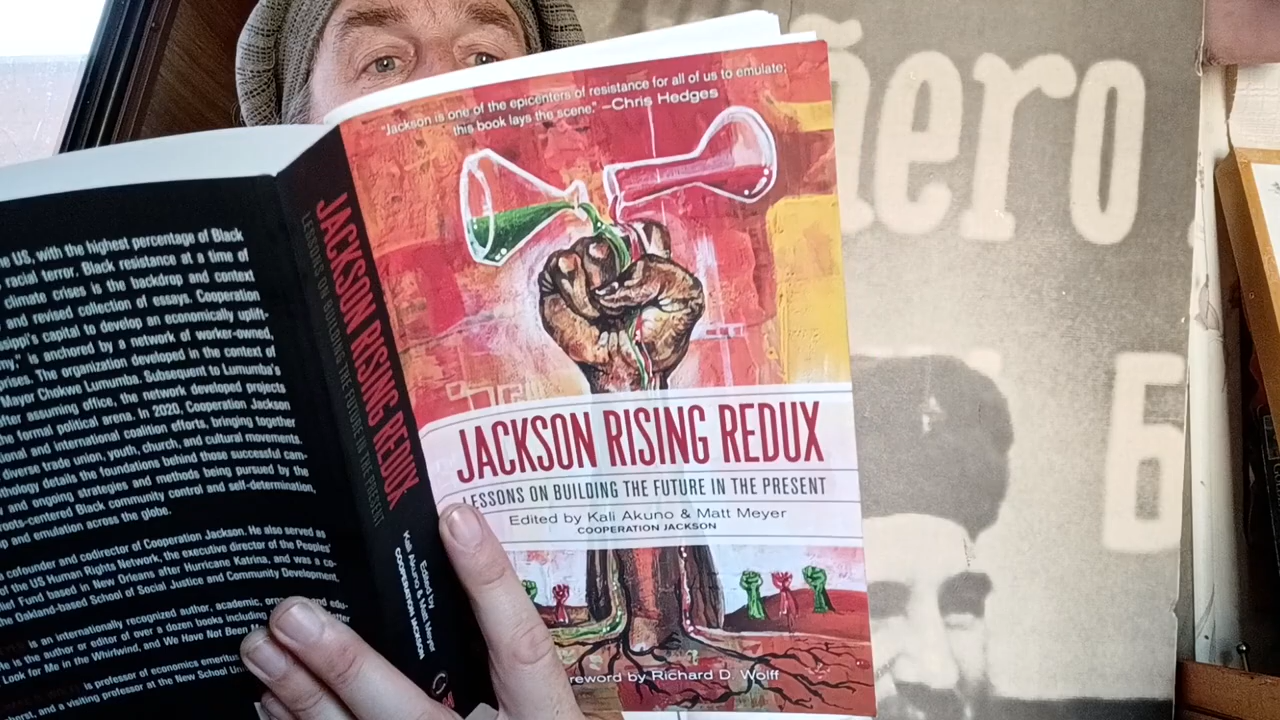 "Jackson is one of the epicenters of resistance for all of us to emulate;
this book lays the scene." —Chris Hedges
JACKSON RISING REDUX
LESSONS ON BUILDING THE FUTURE IN THE PRESENT
Edited by Kali Akuno & Matt Meyer
COOPERATION JACKSON
reword by Richard D. Wolff
JACKSON RISING REDUX
LESSONS ON BUILDING THE FUTURE IN THE PRESENT
Edited by
Kali Akuno & Matt Meyer
COOPERATION JACKSON
he US, with the highest percentage of Black
racial terror. Black resistance at a time of
climate crises is the backdrop and context
and revised collection of essays. Cooperation
sissippi's capital to develop an economically uplift-
my," is anchored by a network of worker-owned,
prises. The organization developed in the context of
Mayor Chokwe Lumumba. Subsequent to Lumumba's
after assuming office, the network developed projects
the formal political arena. In 2020, Cooperation Jackson
onal and international coalition efforts, bringing together
diverse trade union, youth, church, and cultural movements.
nthology details the foundations behind those successful cam-
and ongoing strategies and methods being pursued by the
roots-centered Black community control and self-determination,
p and emulation across the globe.
a cofounder and codirector of Cooperation Jackson. He also served as
of the US Human Rights Network, the executive director of the Peoples'
lief Fund based in New Orleans after Hurricane Katrina, and was a co-
the Oakland-based School of Social Justice and Community Development.
is an internationally recognized author, academic, and edu-
He is the author or editor of over a dozen books including
Look for Me in the Whirlwind, and We Have Not Been
is professor of economics
amherst, and a visiting professor at the New School
ñero
6